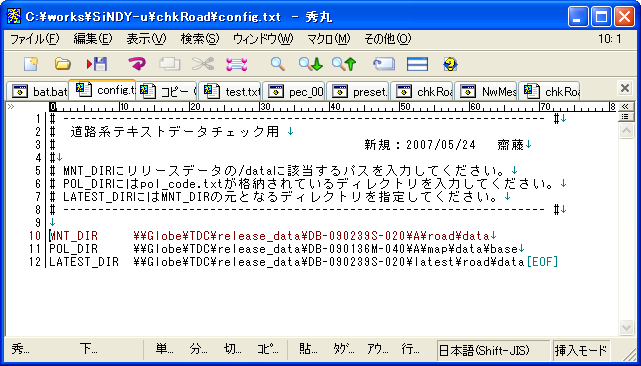 C:¥works¥SiNDY-u¥chkRoad¥config.txt - 秀丸
ファイル(F) 編集(E) 表示(V) 検索(S) ウィンドウ(W) マクロ(M) その他(O) 10: 1
bat.bat config.t コピー test.txt pec_00 preset. chkRoa NwMes chkRoa
0 10 20 30 40 50 60 70 8
1 # ------------------------------------------------------------------ #↓
2 # 道路系テキストデータチェック用 ↓
3 # 新規：2007/05/24 齋藤↓
4 #↓
5 # MNT_DIRにリリースデータの/dataに該当するパスを入力してください。↓
6 # POL_DIRにはpol_code.txtが格納されているディレクトリを入力してください。↓
7 # LATEST_DIRにはMNT_DIRの元となるディレクトリを指定してください。↓
8 # ------------------------------------------------------------------ #↓
9 ↓
10 MNT_DIR ¥¥Globe¥TDC¥release_data¥DB-090239S-020¥A¥road¥data↓
11 POL_DIR ¥¥Globe¥TDC¥release_data¥DB-090136M-040¥A¥map¥data¥base↓
12 LATEST_DIR ¥¥Globe¥TDC¥release_data¥DB-090239S-020¥latest¥road¥data[EOF]
秀... 下... 単... 分... 切... コピ... 貼... タグ... アウ... 行... 日本語(Shift-JIS) 挿入モード